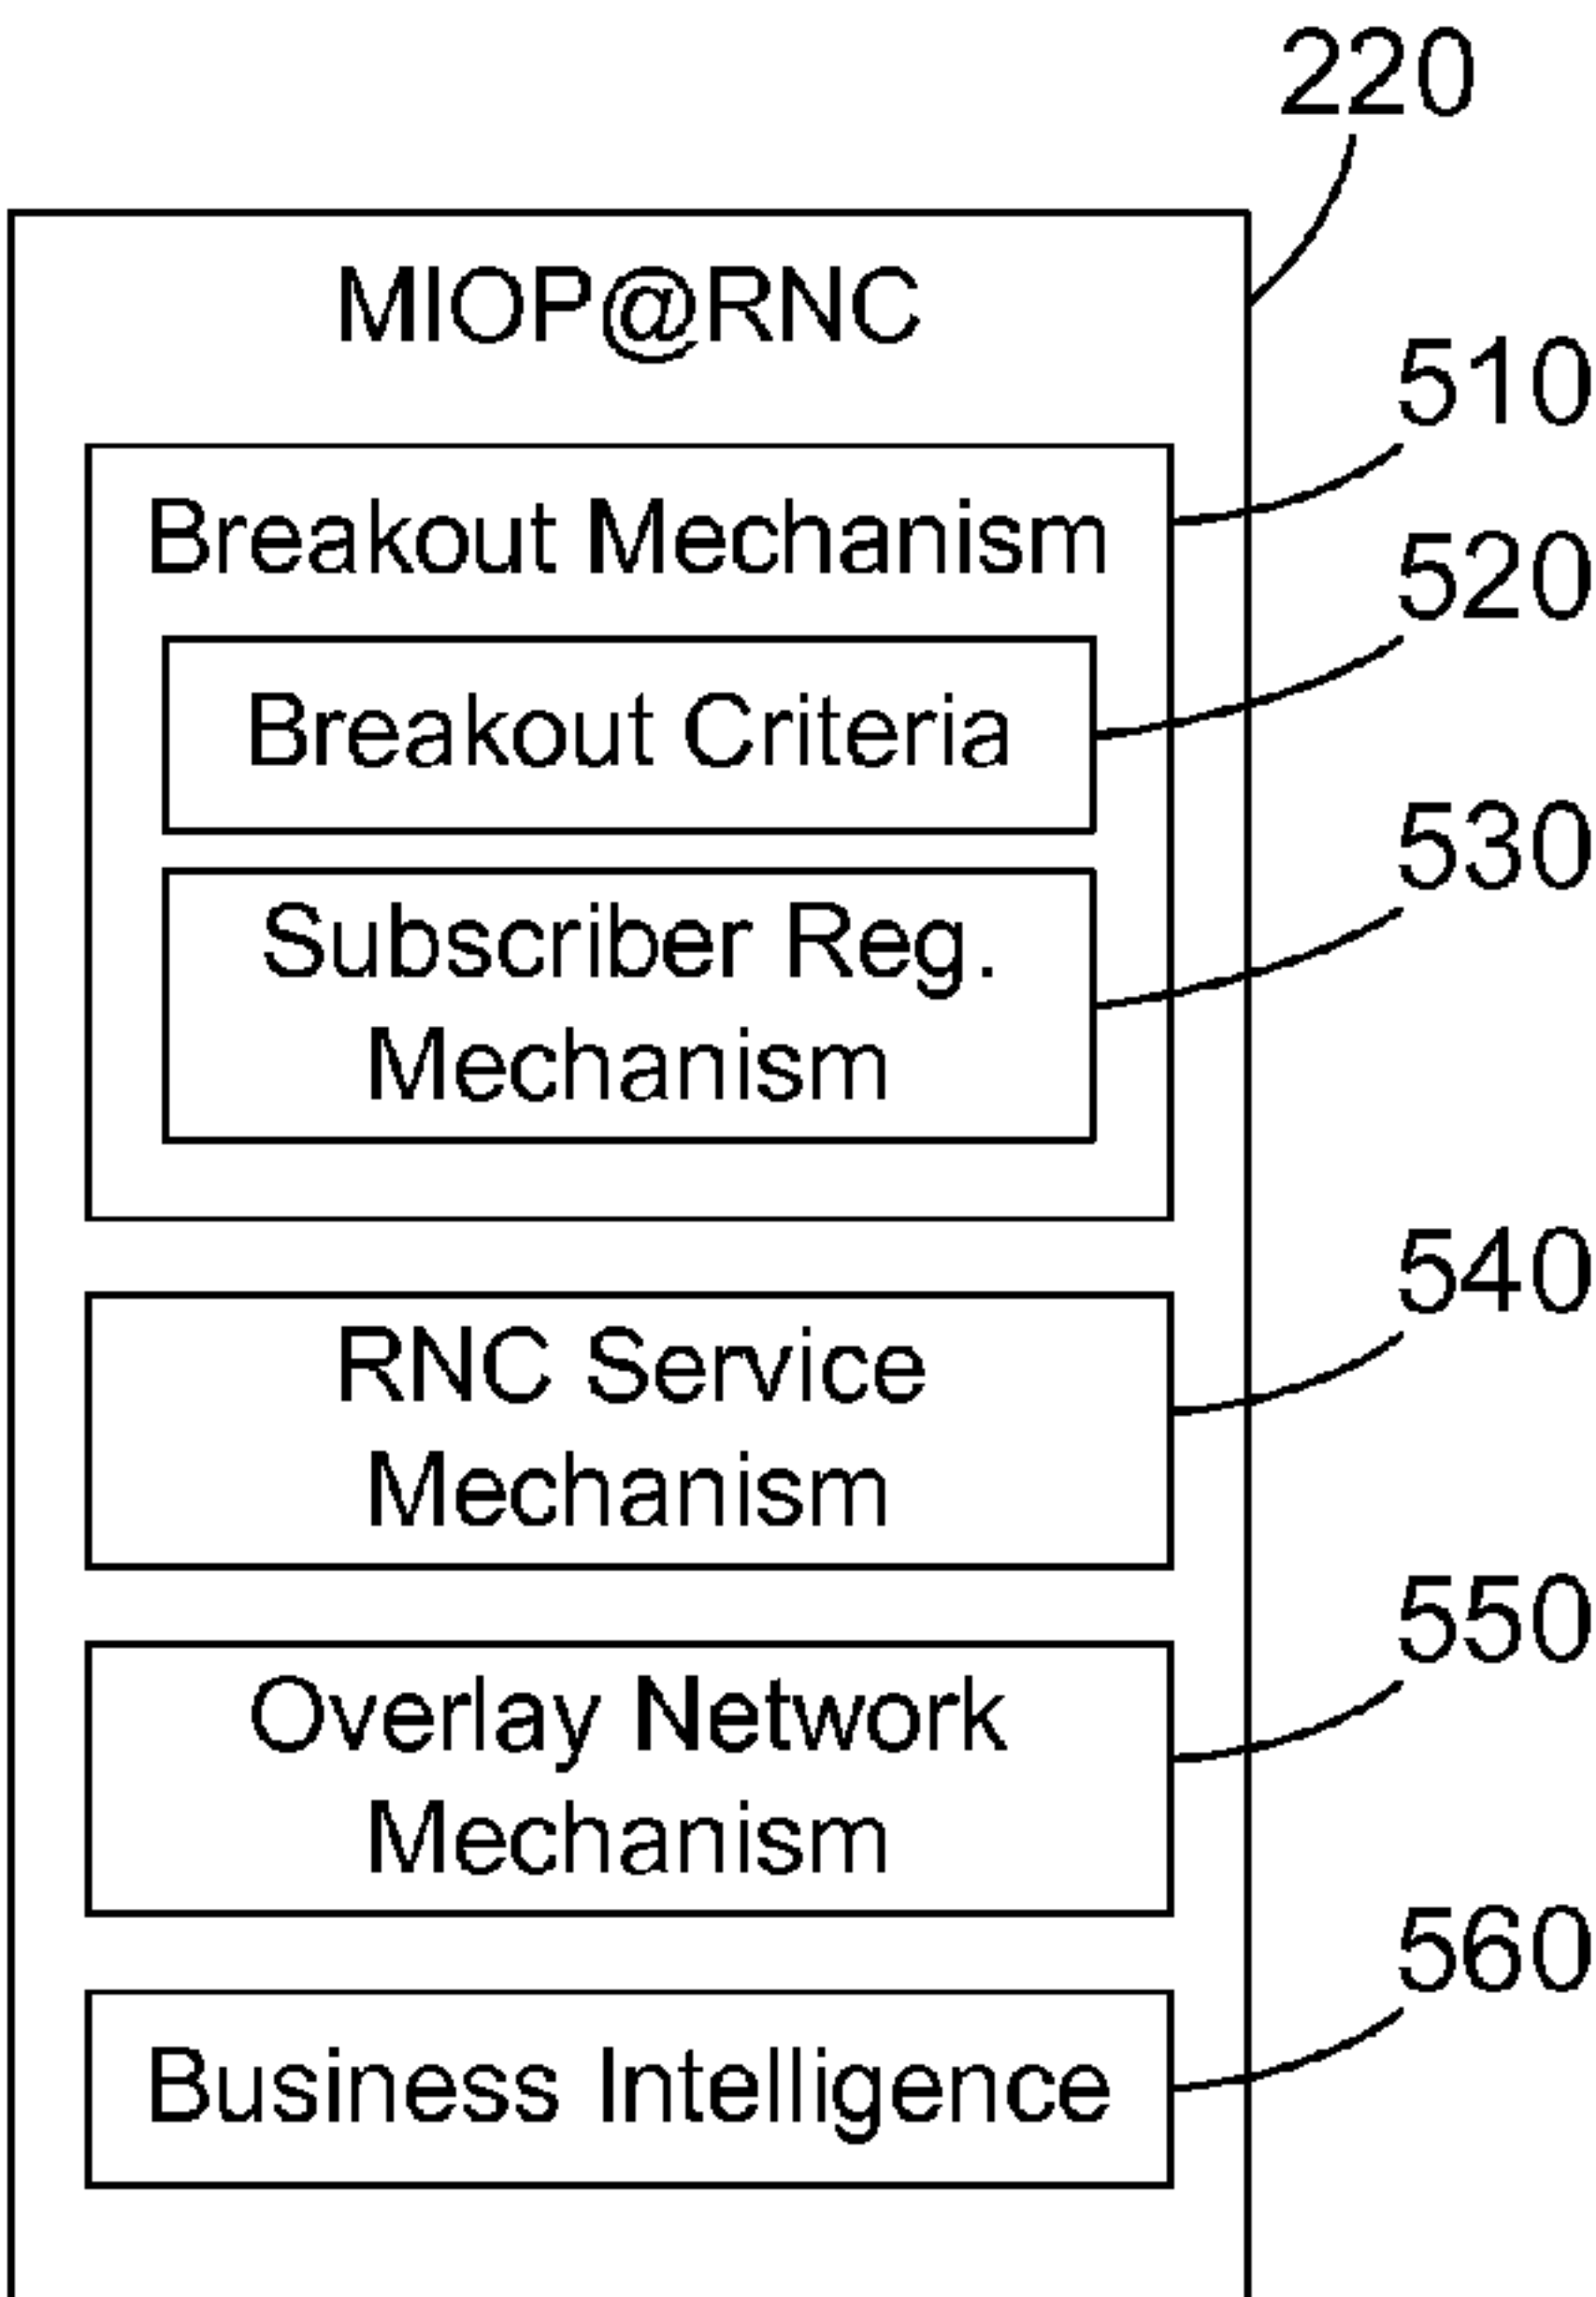 220
MIOP@RNC
510
Breakout Mechanism
520
Breakout Criteria
530
Subscriber Reg.
Mechanism
540
RNC Service
Mechanism
550
Overlay Network
Mechanism
560
Business Intelligence